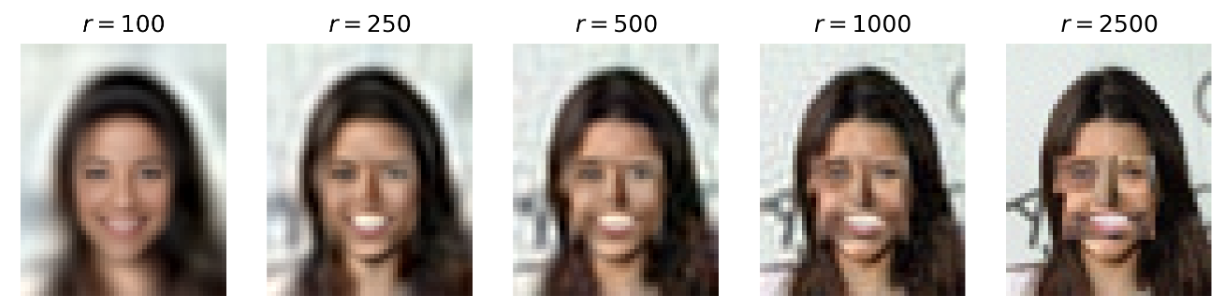 r = 100
r = 250
r = 500
r = 1000
r = 2500